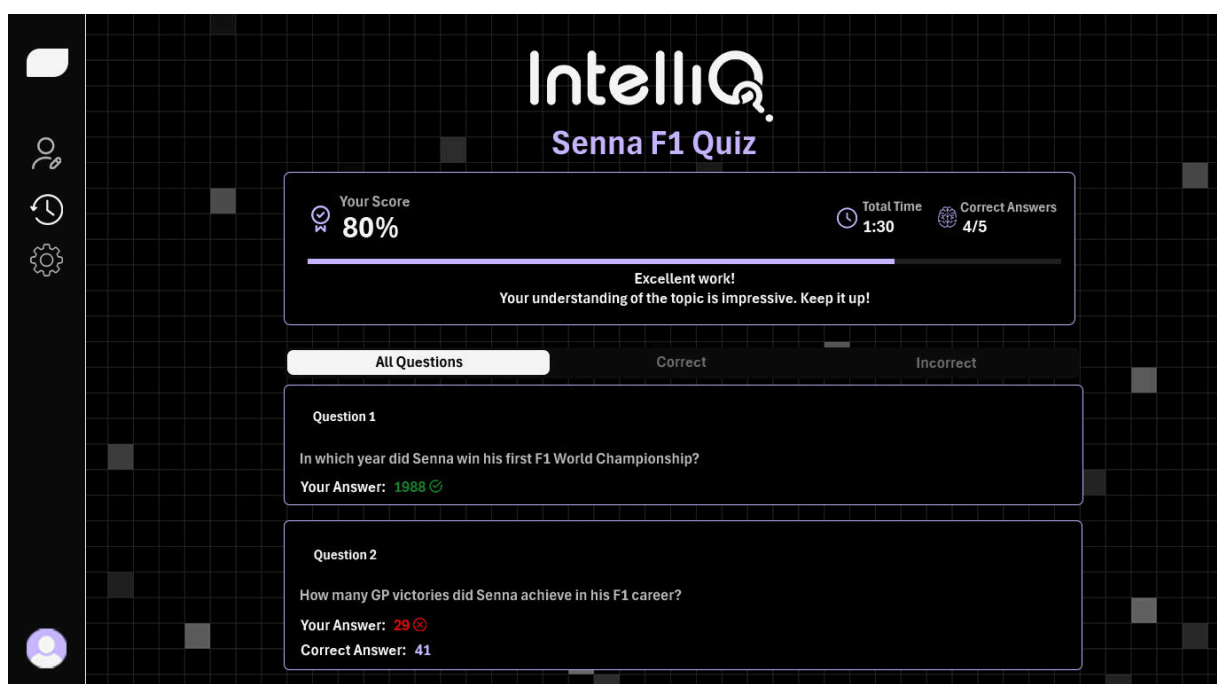 IntelliQ
Senna F1 Quiz
Your Score
80%
Total Time
1:30
Correct Answers
4/5
Excellent work!
Your understanding of the topic is impressive. Keep it up!
All Questions
Correct
Incorrect
Question 1
In which year did Senna win his first F1 World Championship?
Your Answer: 1988
Question 2
How many GP victories did Senna achieve in his F1 career?
Your Answer: 29
Correct Answer: 41